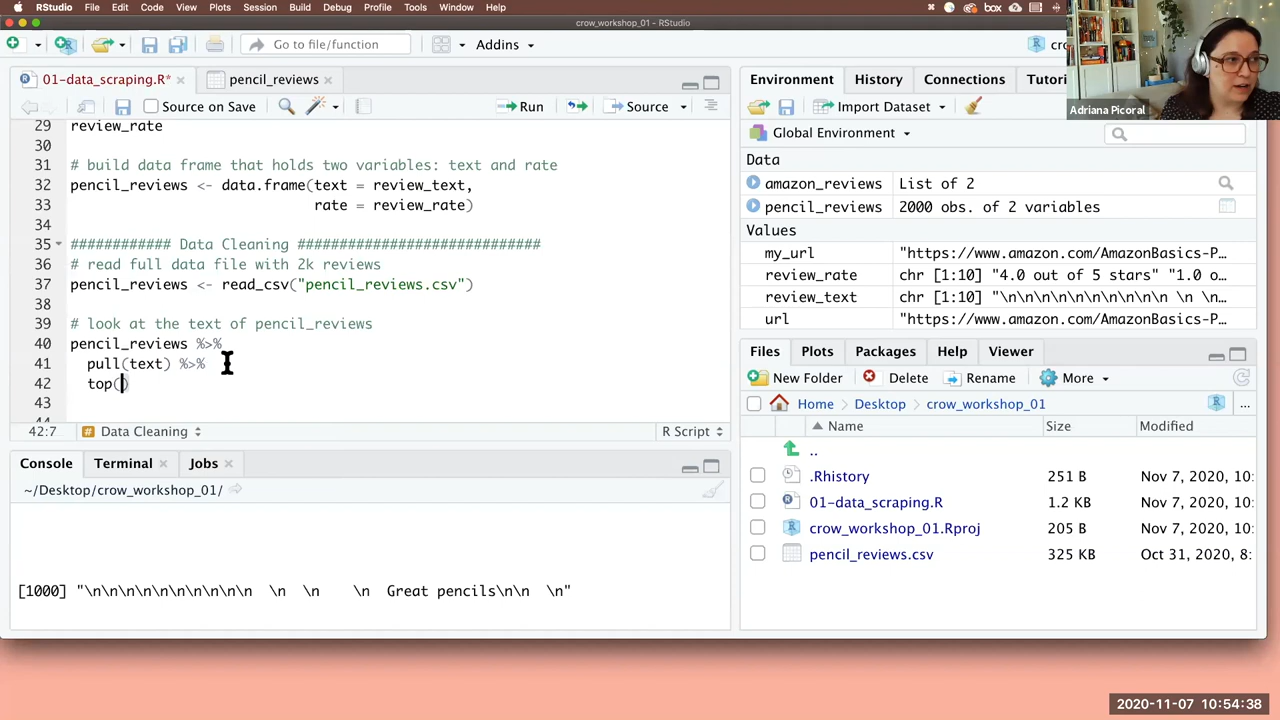 RStudio File Edit Code View Plots Session Build Debug Profile Tools Window Help box
crow_workshop_01 - RStudio
Go to file/function Addins
01-data_scraping.R* pencil_reviews
Source on Save Run Source
29 review_rate
30
31 # build data frame that holds two variables: text and rate
32 pencil_reviews <- data.frame(text = review_text,
33 rate = review_rate)
34
35 ############ Data Cleaning #############################
36 # read full data file with 2k reviews
37 pencil_reviews <- read_csv("pencil_reviews.csv")
38
39 # look at the text of pencil_reviews
40 pencil_reviews %>%
41 pull(text) %>%
42 top()
43
42:7 # Data Cleaning R Script
Console Terminal Jobs
~/Desktop/crow_workshop_01/
[1000] "\n\n\n\n\n\n\n\n\n\n \n \n \n Great pencils\n\n \n"
Adriana Picoral
Environment History Connections Tutori
Import Dataset
Global Environment
Data
amazon_reviews List of 2
pencil_reviews 2000 obs. of 2 variables
Values
my_url "https://www.amazon.com/AmazonBasics-P…
review_rate chr [1:10] "4.0 out of 5 stars" "1.0 o…
review_text chr [1:10] "\n\n\n\n\n\n\n\n\n\n \n \n…
url "https://www.amazon.com/AmazonBasics-P…
Files Plots Packages Help Viewer
New Folder Delete Rename More
Home Desktop crow_workshop_01 ...
Name Size Modified
..
.Rhistory 251 B Nov 7, 2020, 10:
01-data_scraping.R 1.2 KB Nov 7, 2020, 10:
crow_workshop_01.Rproj 205 B Nov 7, 2020, 10:
pencil_reviews.csv 325 KB Oct 31, 2020, 8:
2020-11-07 10:54:38